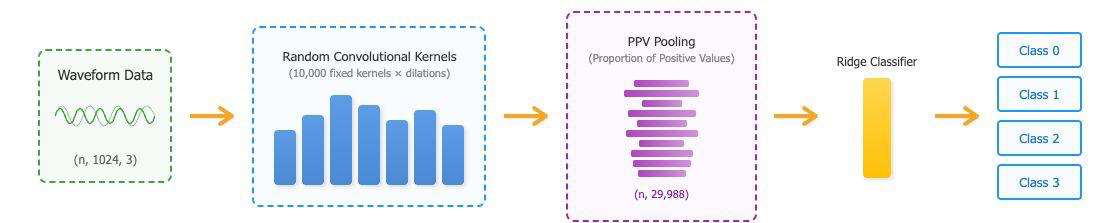 Waveform Data
(n, 1024, 3)
Random Convolutional Kernels
(10,000 fixed kernels × dilations)
PPV Pooling
(Proportion of Positive Values)
(n, 29,988)
Ridge Classifier
Class 0
Class 1
Class 2
Class 3